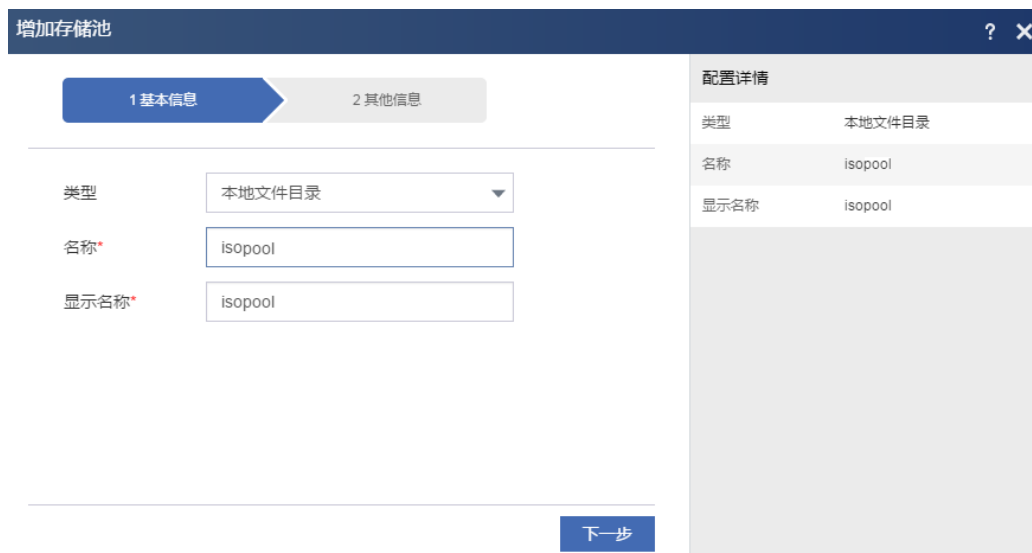 增加存储池 ? ×
1 基本信息 2 其他信息
类型 本地文件目录
名称* isopool
显示名称* isopool
下一步
配置详情
类型 本地文件目录
名称 isopool
显示名称 isopool